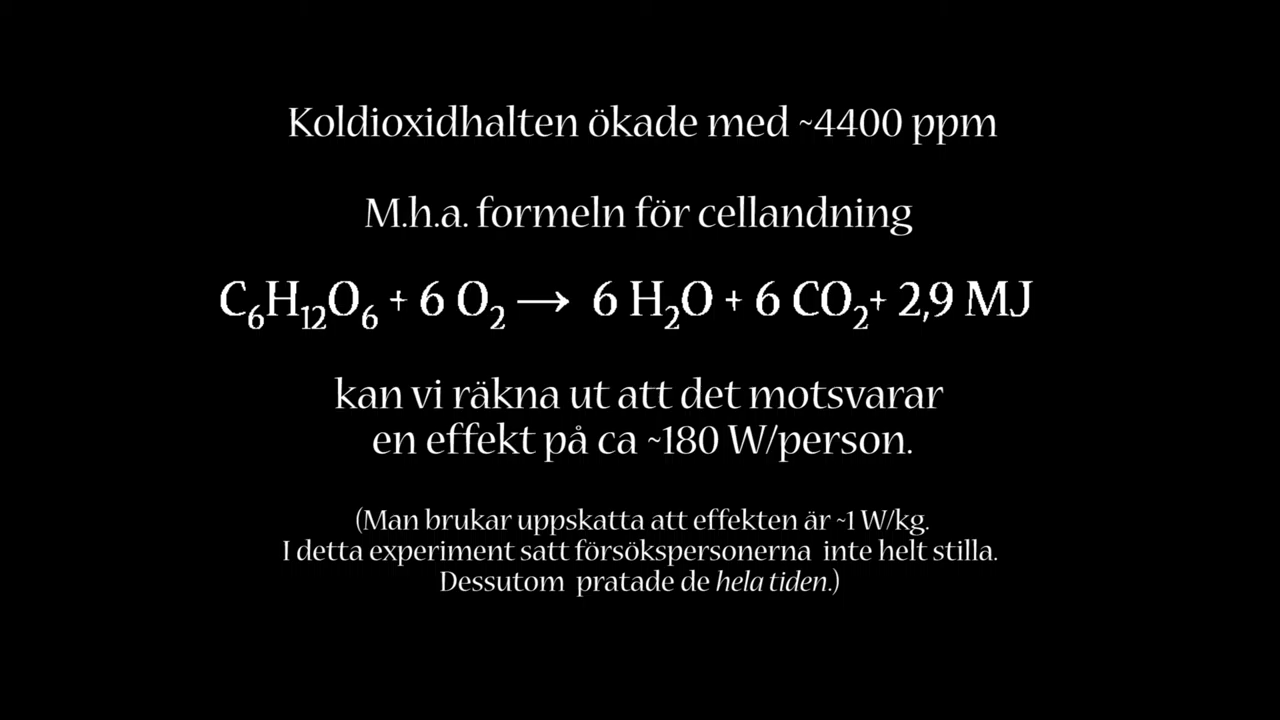 Koldioxidhalten ökade med ~4400 ppm
M.h.a. formeln för cellandning
C₆H₁₂O₆ + 6 O₂ → 6 H₂O + 6 CO₂+ 2,9 MJ
kan vi räkna ut att det motsvarar
en effekt på ca ~180 W/person.
(Man brukar uppskatta att effekten är ~1 W/kg.
I detta experiment satt försökspersonerna inte helt stilla.
Dessutom pratade de hela tiden.)